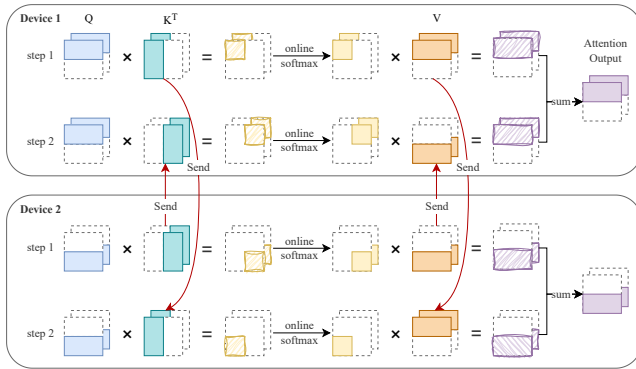 Device 1
Q
K^T
V
step 1
× = online softmax × =
Attention Output
sum
step 2
× = online softmax × =
Send
Send
Device 2
Send
Send
step 1
× = online softmax × =
sum
step 2
× = online softmax × =